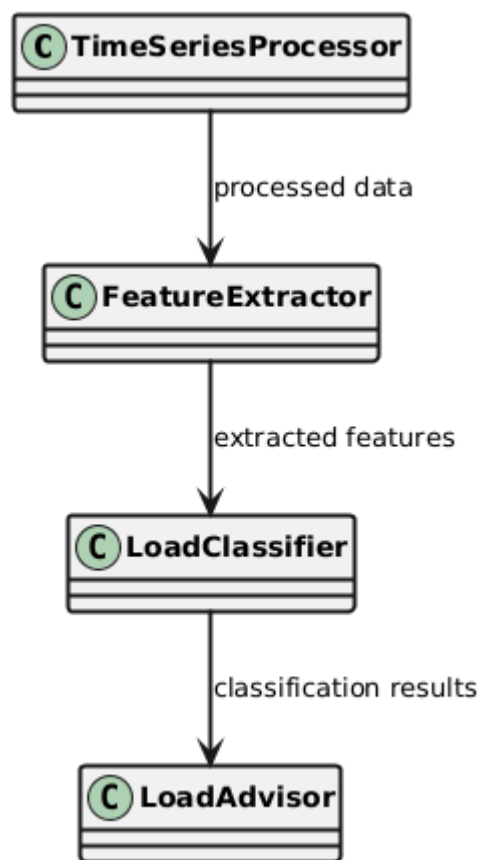 C TimeSeriesProcessor
processed data
C FeatureExtractor
extracted features
C LoadClassifier
classification results
C LoadAdvisor